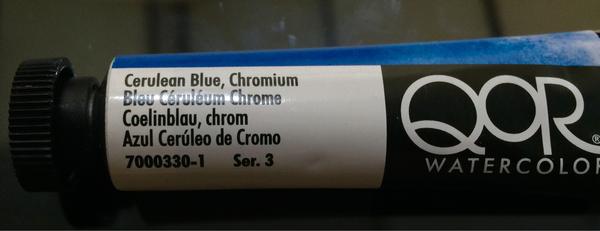 Cerulean Blue, Chromium
Bleu Céruléum Chrome
Coelinblau, chrom
Azul Cerúleo de Cromo
7000330-1 Ser. 3
QOR®
WATERCOLOR